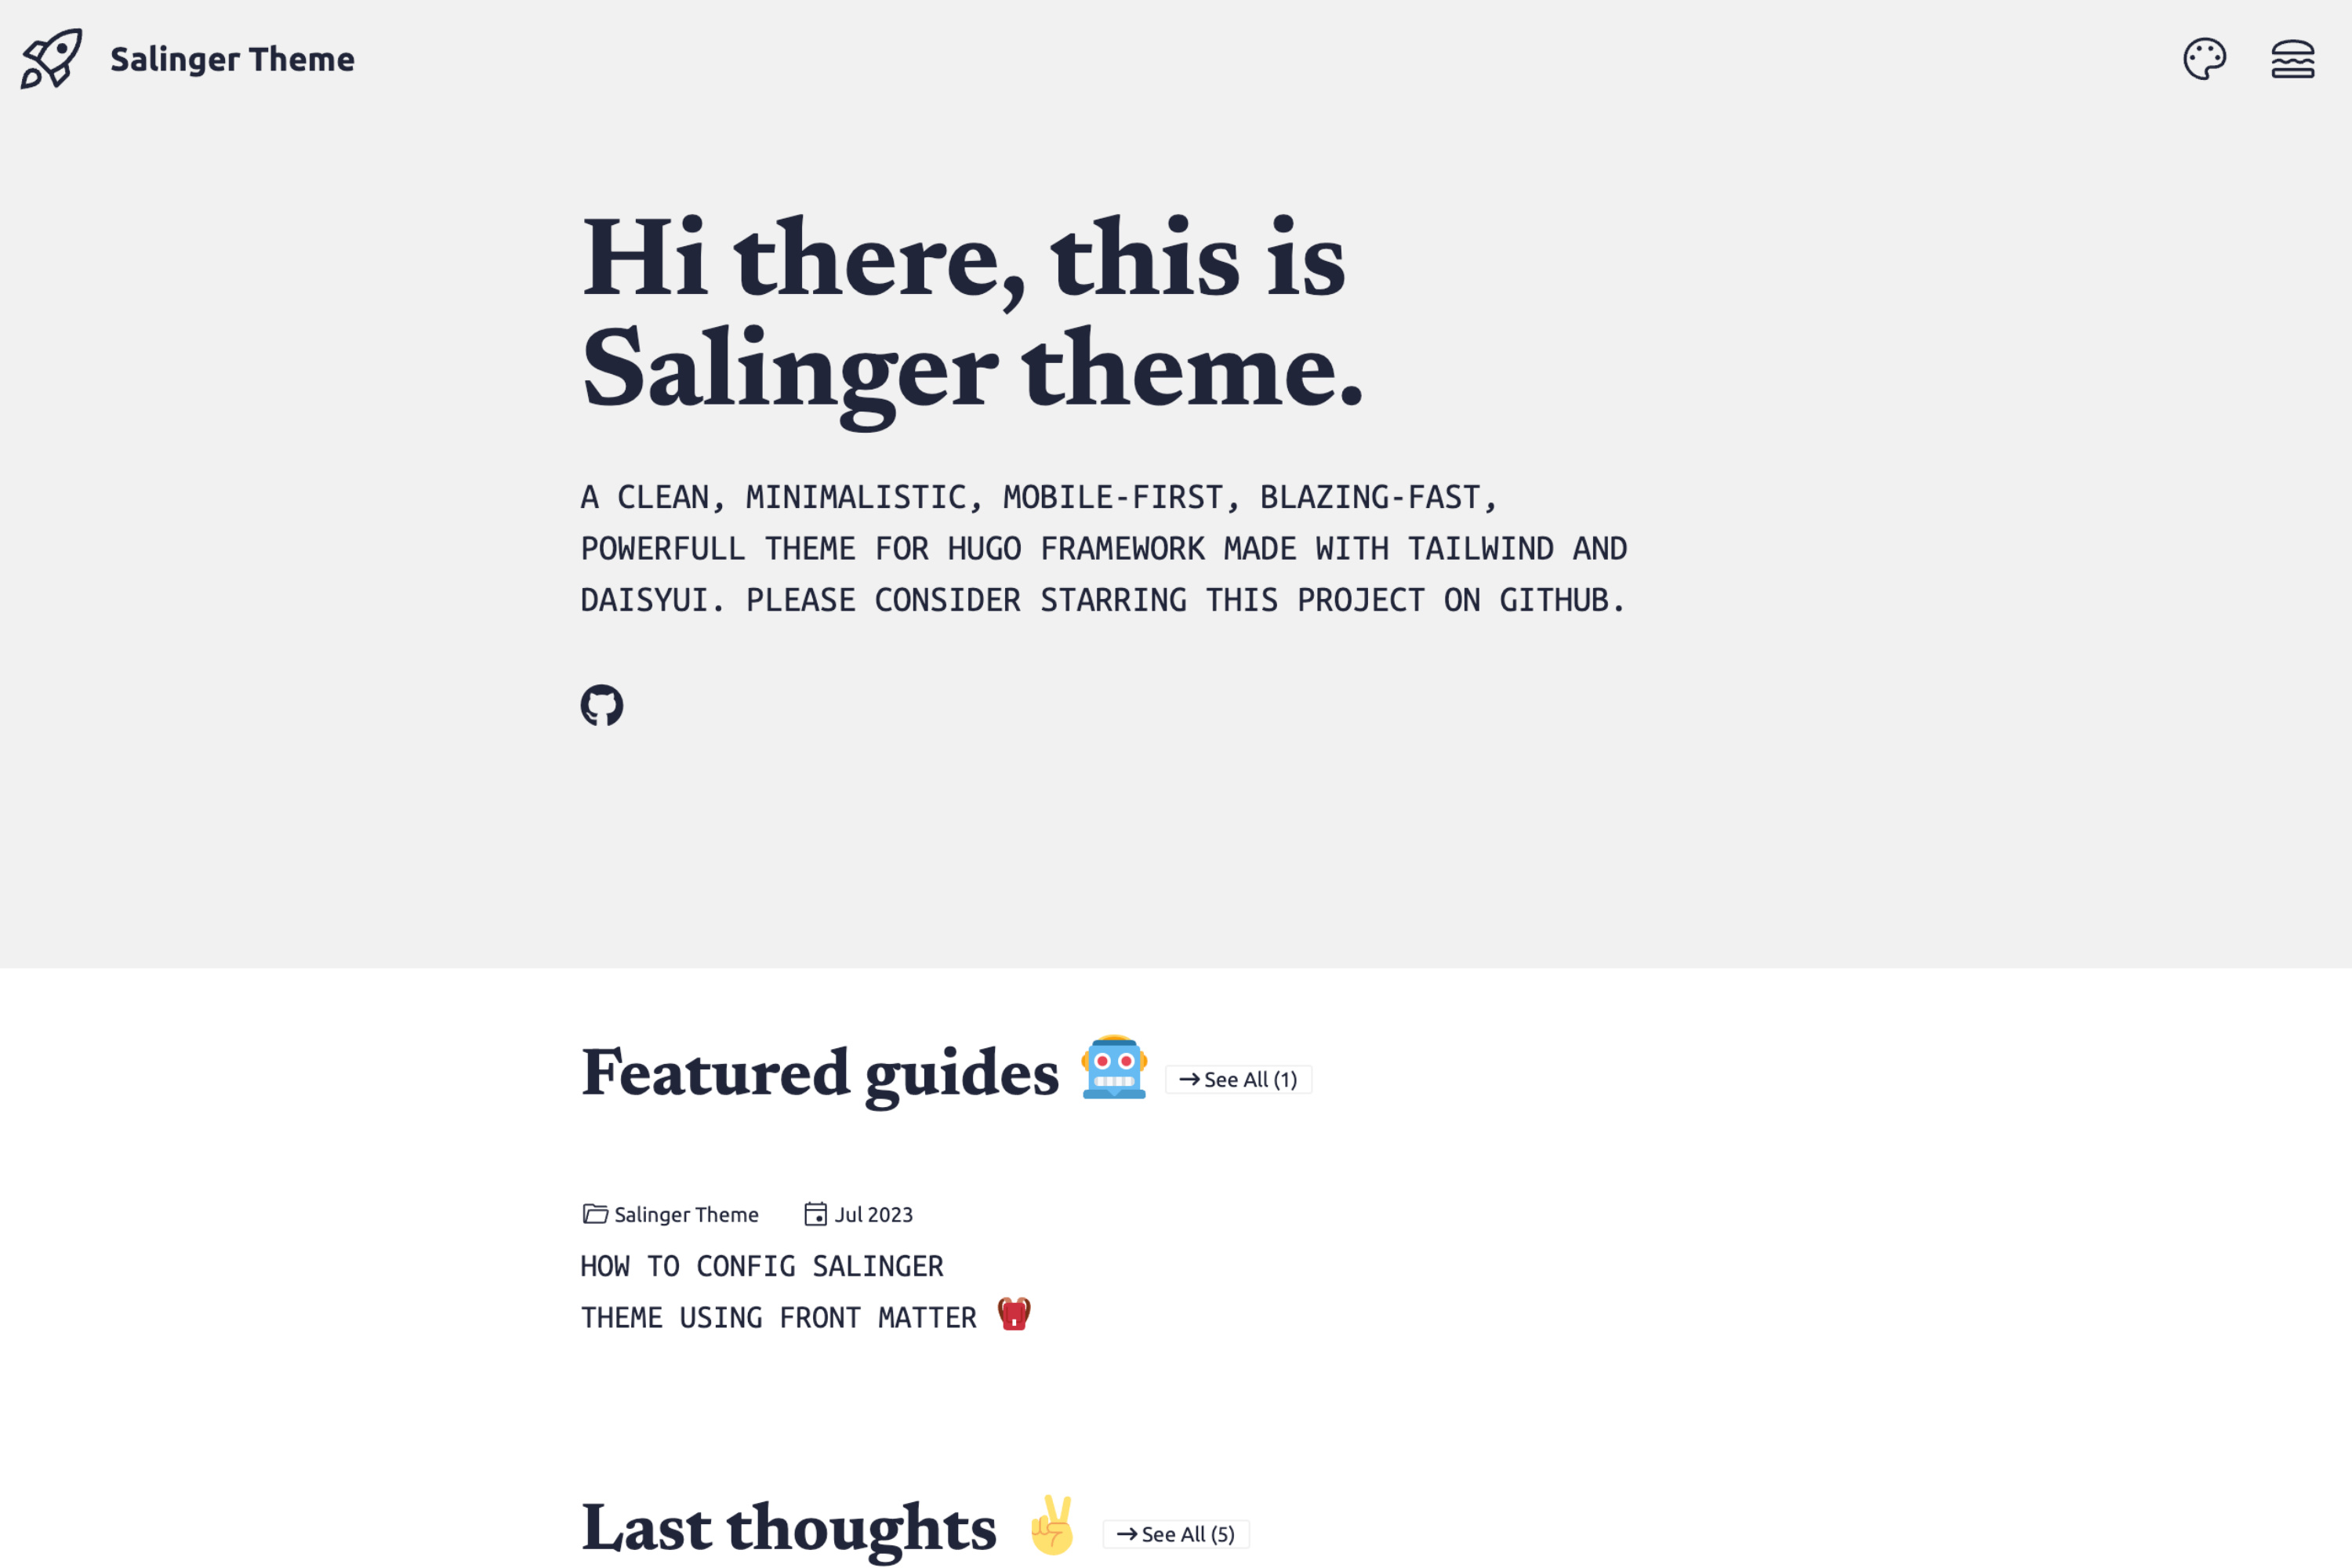 Salinger Theme
Hi there, this is
Salinger theme.
A CLEAN, MINIMALISTIC, MOBILE-FIRST, BLAZING-FAST,
POWERFULL THEME FOR HUGO FRAMEWORK MADE WITH TAILWIND AND
DAISYUI. PLEASE CONSIDER STARRING THIS PROJECT ON GITHUB.
Featured guides → See All (1)
Salinger Theme Jul 2023
HOW TO CONFIG SALINGER
THEME USING FRONT MATTER
Last thoughts → See All (5)